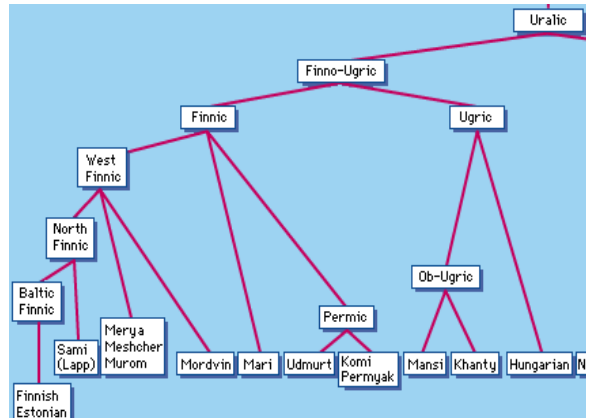 Uralic
Finno-Ugric
Finnic
Ugric
West
Finnic
North
Finnic
Ob-Ugric
Baltic
Finnic
Permic
Merya
Meshcher
Murom
Sami
(Lapp)
Mordvin
Mari
Udmurt
Komi
Permyak
Mansi
Khanty
Hungarian
N
Finnish
Estonian